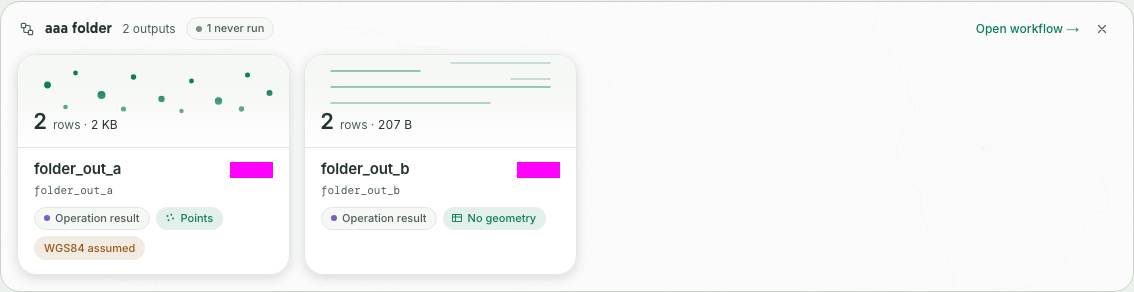 aaa folder 2 outputs 1 never run Open workflow →
2 rows · 2 KB
folder_out_a
folder_out_a
Operation result Points
WGS84 assumed
2 rows · 207 B
folder_out_b
folder_out_b
Operation result No geometry